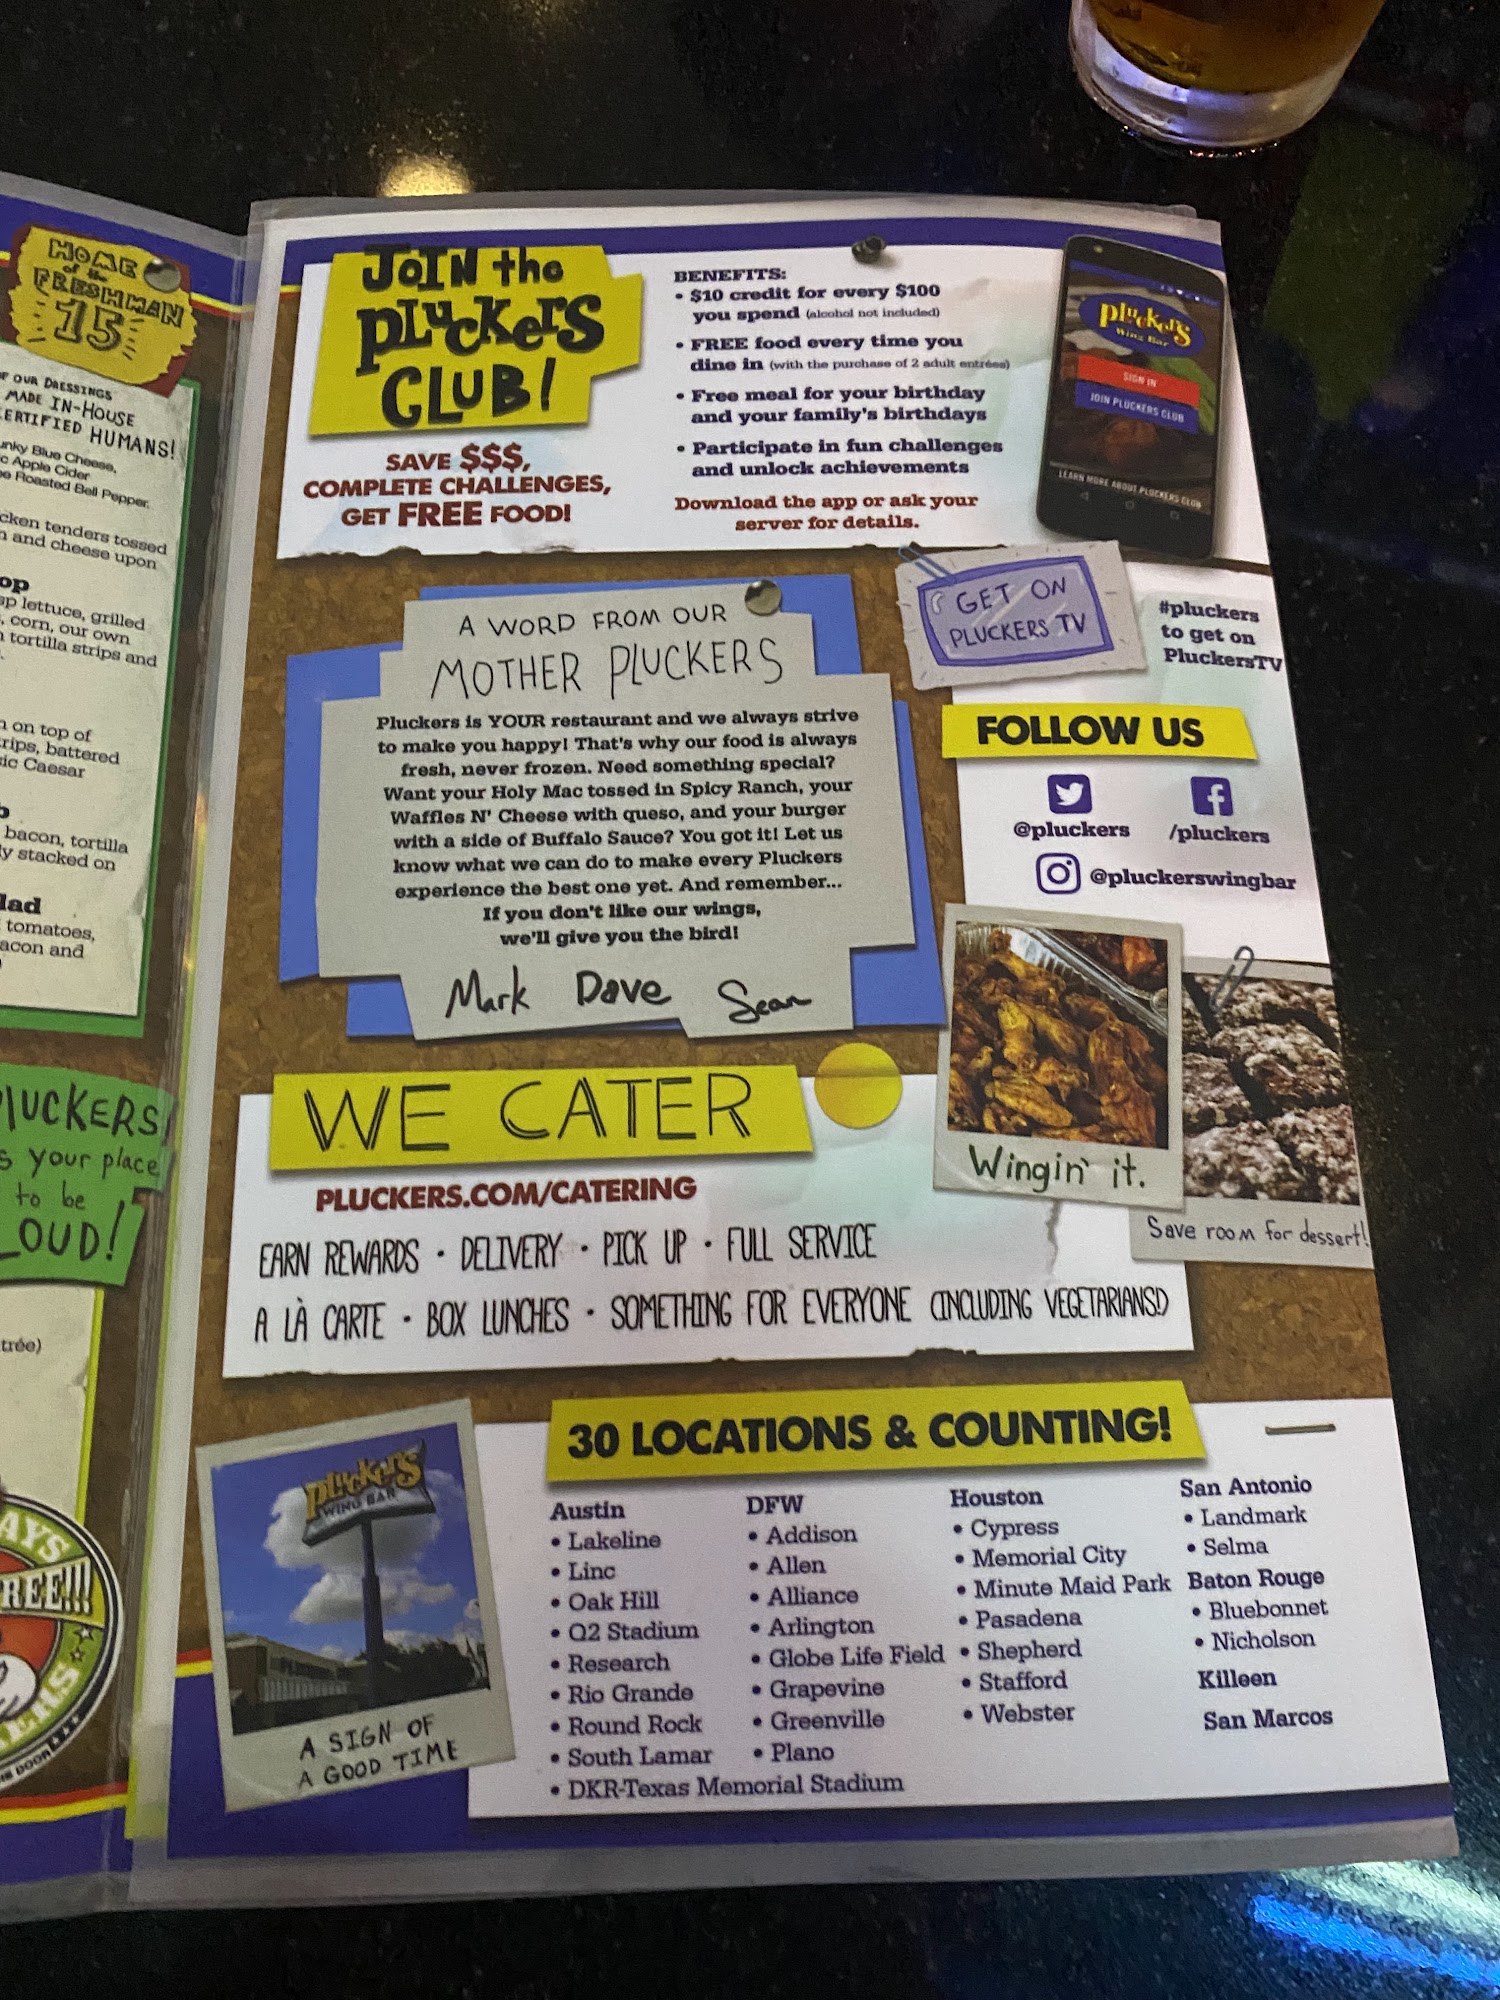 HOME
of the
FRESHMAN
15
OF OUR DRESSINGS
MADE IN-HOUSE
CERTIFIED HUMANS!
Blue Cheese,
Apple Cider
Roasted Bell Pepper.
tenders tossed
and cheese upon
lettuce, grilled
corn, our own
tortilla strips and
on top of
battered
Caesar
bacon, tortilla
stacked on
tomatoes,
and
PLUCKERS
your place
to be
LOUD!
JOIN the
PLUCKERS
CLUB!
SAVE $$$,
COMPLETE CHALLENGES,
GET FREE FOOD!
BENEFITS:
• $10 credit for every $100
you spend (alcohol not included)
• FREE food every time you
dine in (with the purchase of 2 adult entrées)
• Free meal for your birthday
and your family's birthdays
• Participate in fun challenges
and unlock achievements
Download the app or ask your
server for details.
Pluckers
Wing Bar
SIGN IN
JOIN PLUCKERS CLUB
LEARN MORE ABOUT PLUCKERS CLUB
GET ON
PLUCKERS TV
#pluckers
to get on
PluckersTV
A WORD FROM OUR
MOTHER PLUCKERS
Pluckers is YOUR restaurant and we always strive
to make you happy! That's why our food is always
fresh, never frozen. Need something special?
Want your Holy Mac tossed in Spicy Ranch, your
Waffles N' Cheese with queso, and your burger
with a side of Buffalo Sauce? You got it! Let us
know what we can do to make every Pluckers
experience the best one yet. And remember...
If you don't like our wings,
we'll give you the bird!
Mark Dave Sean
FOLLOW US
@pluckers /pluckers
@pluckerswingbar
Wingin' it.
Save room for dessert!
WE CATER
PLUCKERS.COM/CATERING
EARN REWARDS • DELIVERY • PICK UP • FULL SERVICE
A LÀ CARTE • BOX LUNCHES • SOMETHING FOR EVERYONE (INCLUDING VEGETARIANS!)
PLUCKERS
WING BAR
A SIGN OF
A GOOD TIME
30 LOCATIONS & COUNTING!
Austin
• Lakeline
• Linc
• Oak Hill
• Q2 Stadium
• Research
• Rio Grande
• Round Rock
• South Lamar
• DKR-Texas Memorial Stadium
DFW
• Addison
• Allen
• Alliance
• Arlington
• Globe Life Field
• Grapevine
• Greenville
• Plano
Houston
• Cypress
• Memorial City
• Minute Maid Park
• Pasadena
• Shepherd
• Stafford
• Webster
San Antonio
• Landmark
• Selma
Baton Rouge
• Bluebonnet
• Nicholson
Killeen
San Marcos